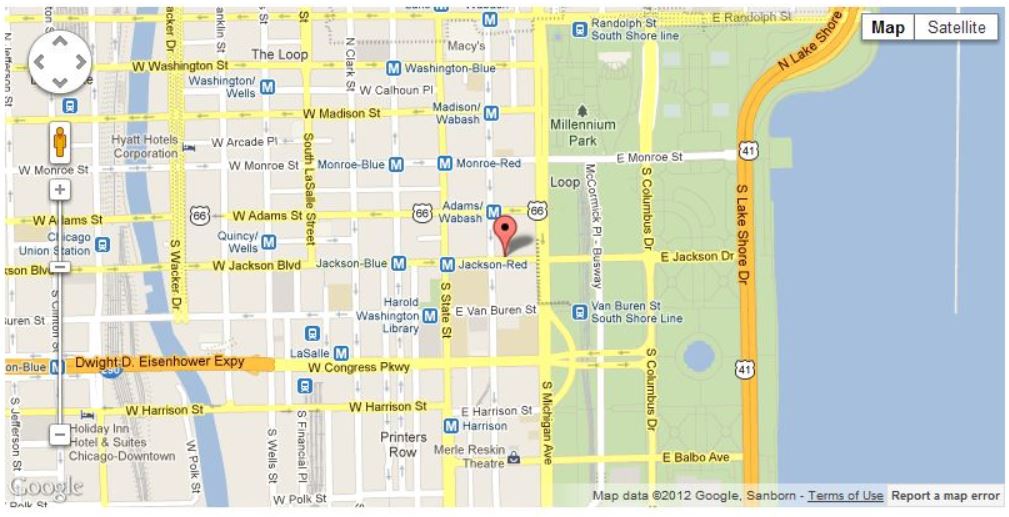 E Randolph St
Randolph St
South Shore line
N Lake Shore
Map
Satellite
S Wacker Dr
St
N Clark St
The Loop
Macy's
W Washington St
Washington-Blue
Washington/
Wells
W Calhoun Pl
W Madison St
Madison/
Wabash
Millennium
Park
Hyatt Hotels
Corporation
W Arcade Pl
South LaSalle Street
W Monroe St
W Monroe St
Monroe-Blue
Monroe-Red
E Monroe St
41
Loop
McCormick Pl - Busway
S Columbus Dr
S Lake Shore Dr
W Adams St
66
W Adams St
66
Adams/
Wabash
66
Chicago
Union Station
Quincy/
Wells
S Wacker Dr
W Jackson Blvd
Jackson-Blue
Jackson-Red
E Jackson Dr
S Clinton St
Harold
Washington
Library
S State St
E Van Buren St
Van Buren St
South Shore Line
LaSalle
Dwight D. Eisenhower Expy
W Congress Pkwy
41
S Columbus Dr
S Michigan Ave
W Harrison St
W Harrison St
E Harrison St
Harrison
S Jefferson St
Holiday Inn
Hotel & Suites
Chicago-Downtown
W Polk St
S Wells St
S Financial Pl
Printers
Row
Merle Reskin
Theatre
E Balbo Ave
Google
W Polk St
Map data ©2012 Google, Sanborn - Terms of Use
Report a map error